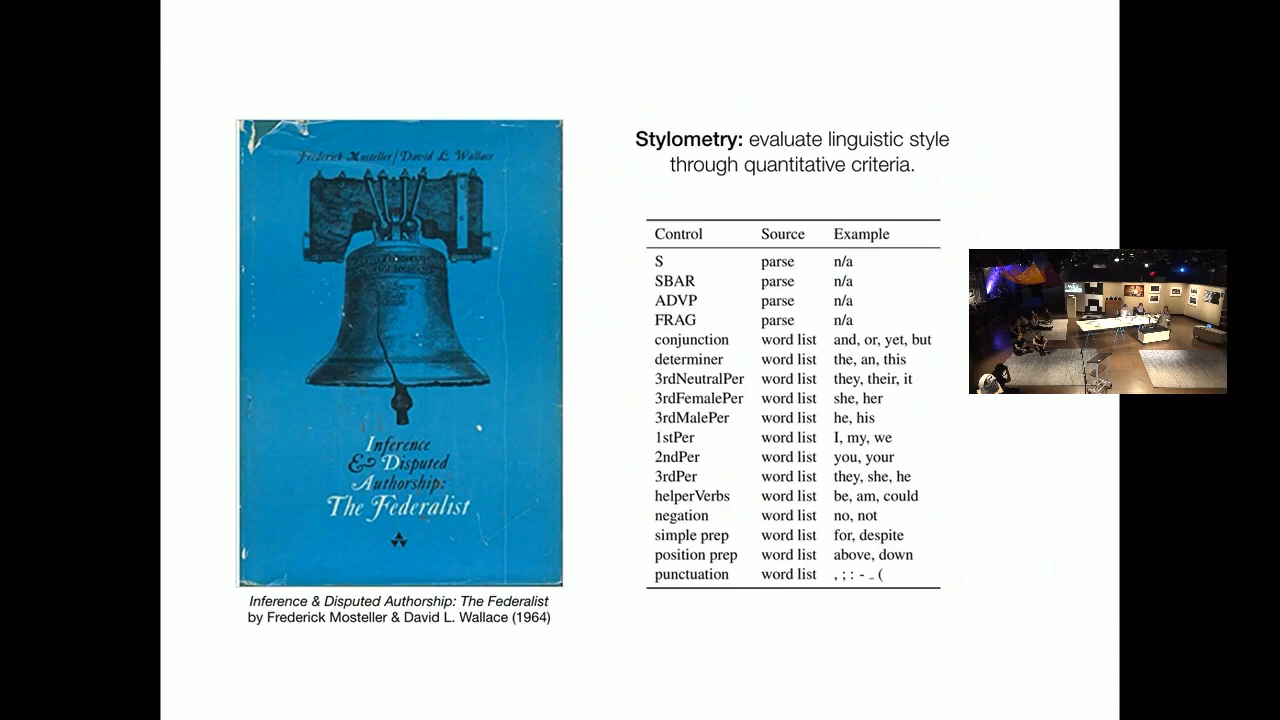 Frederick Mosteller/David L. Wallace
Inference
& Disputed
Authorship:
The Federalist
Inference & Disputed Authorship: The Federalist
by Frederick Mosteller & David L. Wallace (1964)
Stylometry: evaluate linguistic style
through quantitative criteria.
Control Source Example
S parse n/a
SBAR parse n/a
ADVP parse n/a
FRAG parse n/a
conjunction word list and, or, yet, but
determiner word list the, an, this
3rdNeutralPer word list they, their, it
3rdFemalePer word list she, her
3rdMalePer word list he, his
1stPer word list I, my, we
2ndPer word list you, your
3rdPer word list they, she, he
helperVerbs word list be, am, could
negation word list no, not
simple prep word list for, despite
position prep word list above, down
punctuation word list , ; : - _ (